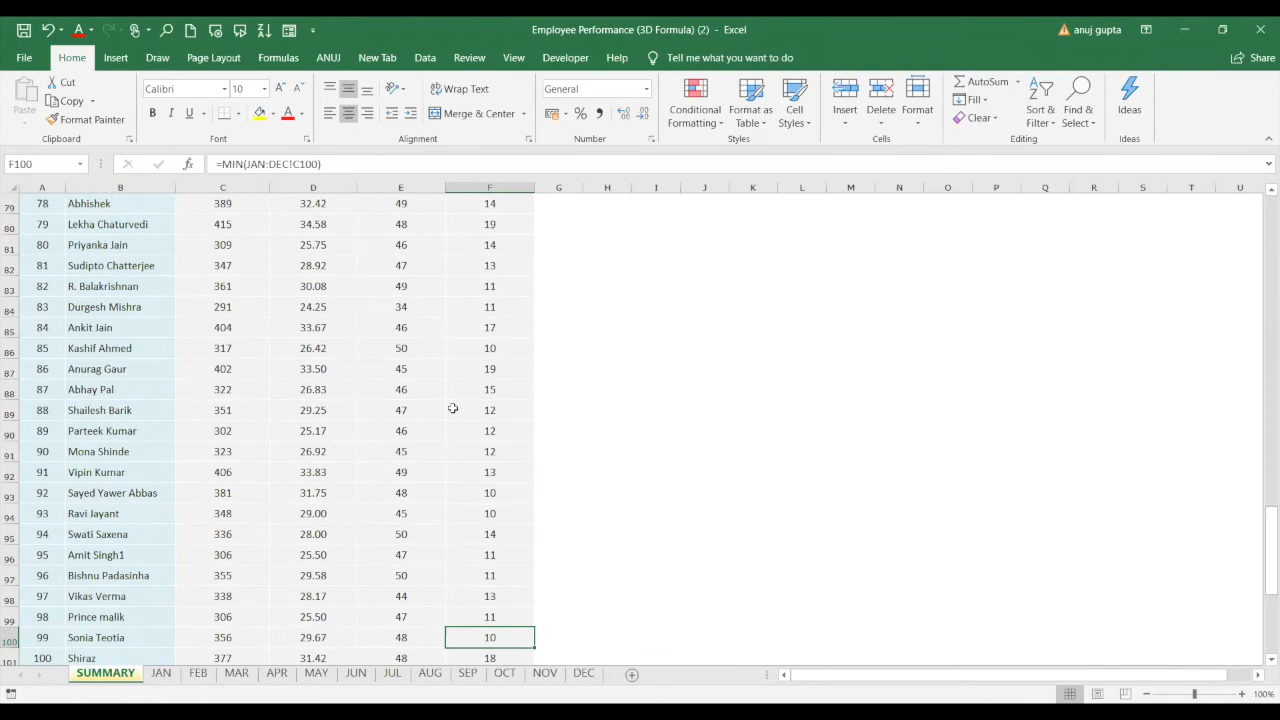 Employee Performance (3D Formula) (2) - Excel
anuj gupta
File Home Insert Draw Page Layout Formulas ANUJ New Tab Data Review View Developer Help Tell me what you want to do Share
Paste
Cut
Copy
Format Painter
Calibri 10
B I U
Wrap Text
Merge & Center
General
Conditional Formatting
Format as Table
Cell Styles
Insert
Delete
Format
AutoSum
Fill
Clear
Sort & Filter
Find & Select
Ideas
Clipboard Font Alignment Number Styles Cells Editing Ideas
F100 fx =MIN(JAN:DEC!C100)
A B C D E F G H I J K L M N O P Q R S T U
79 78 Abhishek 389 32.42 49 14
80 79 Lekha Chaturvedi 415 34.58 48 19
81 80 Priyanka Jain 309 25.75 46 14
82 81 Sudipto Chatterjee 347 28.92 47 13
83 82 R. Balakrishnan 361 30.08 49 11
84 83 Durgesh Mishra 291 24.25 34 11
85 84 Ankit Jain 404 33.67 46 17
86 85 Kashif Ahmed 317 26.42 50 10
87 86 Anurag Gaur 402 33.50 45 19
88 87 Abhay Pal 322 26.83 46 15
89 88 Shailesh Barik 351 29.25 47 12
90 89 Parteek Kumar 302 25.17 46 12
91 90 Mona Shinde 323 26.92 45 12
92 91 Vipin Kumar 406 33.83 49 13
93 92 Sayed Yawer Abbas 381 31.75 48 10
94 93 Ravi Jayant 348 29.00 45 10
95 94 Swati Saxena 336 28.00 50 14
96 95 Amit Singh1 306 25.50 47 11
97 96 Bishnu Padasinha 355 29.58 50 11
98 97 Vikas Verma 338 28.17 44 13
99 98 Prince malik 306 25.50 47 11
100 99 Sonia Teotia 356 29.67 48 10
101 100 Shiraz 377 31.42 48 18
SUMMARY JAN FEB MAR APR MAY JUN JUL AUG SEP OCT NOV DEC
100%